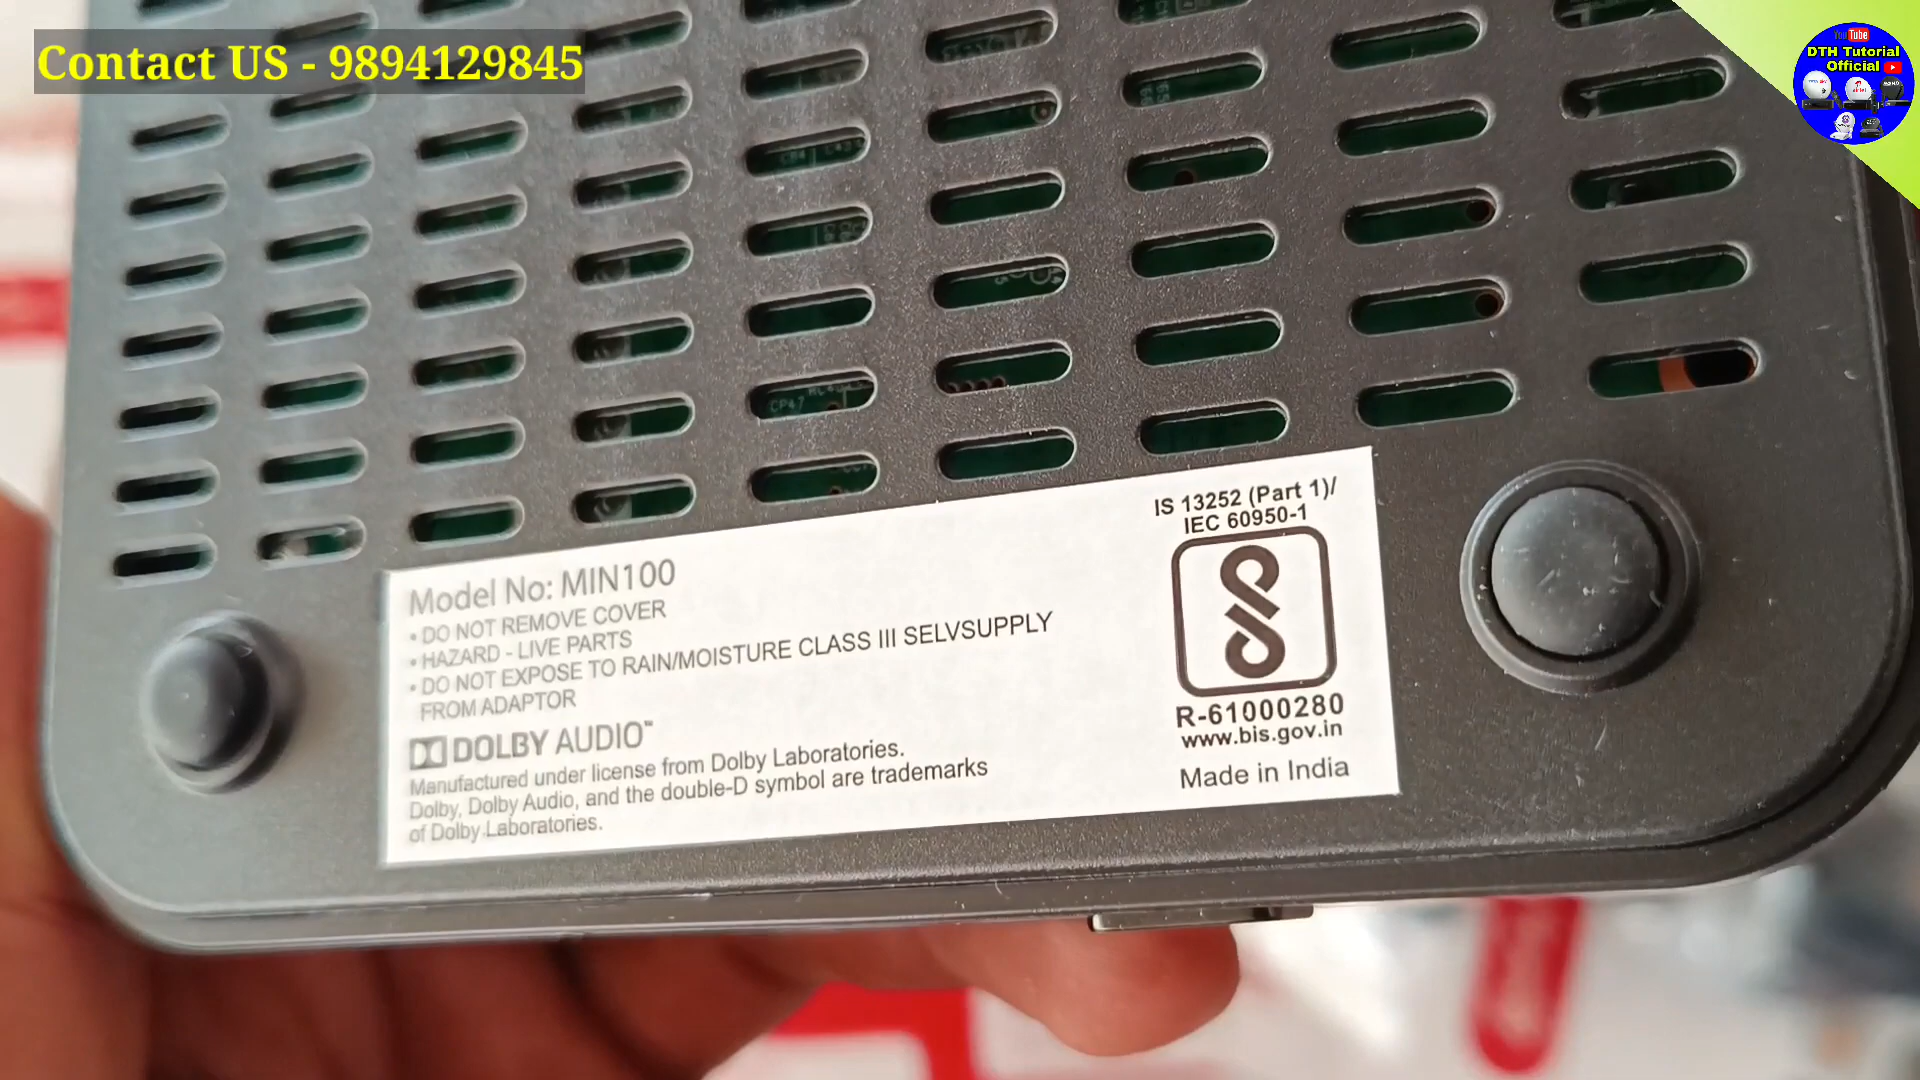 Contact US - 9894129845
YouTube
DTH Tutorial
Official
IS 13252 (Part 1)/
IEC 60950-1
Model No: MIN100
• DO NOT REMOVE COVER
• HAZARD - LIVE PARTS
• DO NOT EXPOSE TO RAIN/MOISTURE CLASS III SELVSUPPLY
FROM ADAPTOR
DOLBY AUDIO™
Manufactured under license from Dolby Laboratories.
Dolby, Dolby Audio, and the double-D symbol are trademarks
of Dolby Laboratories.
R-61000280
www.bis.gov.in
Made in India
CP47